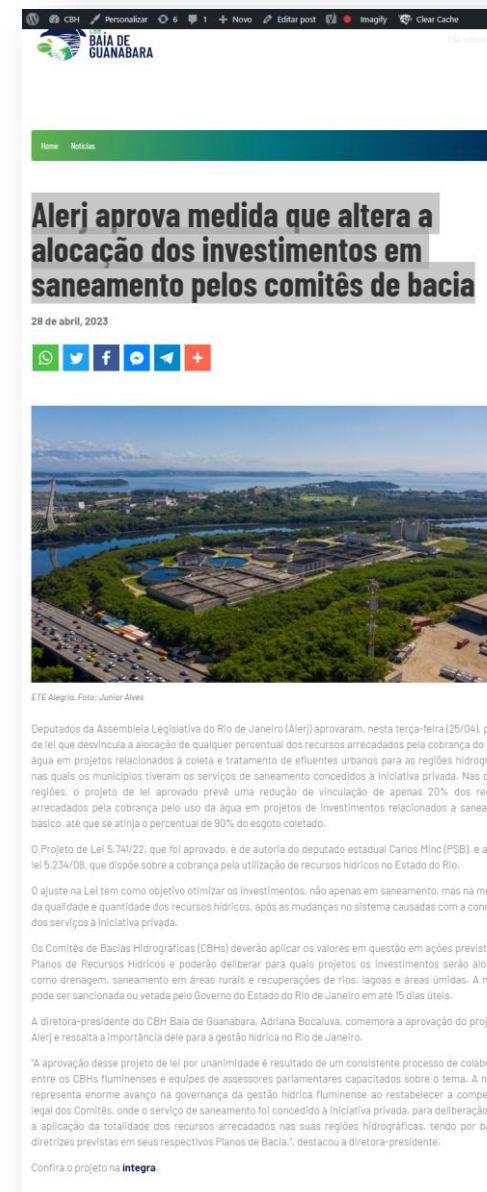 CBH Personalizar 6 1 + Novo Editar post Imagify Clear Cache
CBH
BAÍA DE
GUANABARA
Home Notícias
Alerj aprova medida que altera a
alocação dos investimentos em
saneamento pelos comitês de bacia
28 de abril, 2023
ETE Alegria. Foto: Junior Alves
Deputados da Assembleia Legislativa do Rio de Janeiro (Alerj) aprovaram, nesta terça-feira (25/04),
de lei que desvincula a alocação de qualquer percentual dos recursos arrecadados pela cobrança do
água em projetos relacionados à coleta e tratamento de efluentes urbanos para as regiões
nas quais os municípios tiveram os serviços de saneamento concedidos à iniciativa privada. Nas
regiões, o projeto de lei aprovado prevê uma redução de vinculação de apenas 20% dos
arrecadados pela cobrança pelo uso da água em projetos de investimentos relacionados a
básico, até que se atinja o percentual de 90% do esgoto coletado.
O Projeto de Lei 5.741/22, que foi aprovado, é de autoria do deputado estadual Carlos Minc (PSB), e
lei 5.234/08, que dispõe sobre a cobrança pela utilização de recursos hídricos no Estado do Rio.
O ajuste na Lei tem como objetivo otimizar os investimentos, não apenas em saneamento, mas na
da qualidade e quantidade dos recursos hídricos, após as mudanças no sistema causadas com a
dos serviços à iniciativa privada.
Os Comitês de Bacias Hidrográficas (CBHs) deverão aplicar os valores em questão em ações
Planos de Recursos Hídricos e poderão deliberar para quais projetos os investimentos serão
como drenagem, saneamento em áreas rurais e recuperações de rios, lagoas e áreas úmidas. A
pode ser sancionada ou vetada pelo Governo do Estado do Rio de Janeiro em até 15 dias úteis.
A diretora-presidente do CBH Baía de Guanabara, Adriana Bocaiuva, comemora a aprovação do
Alerj e ressalta a importância dele para a gestão hídrica no Rio de Janeiro.
"A aprovação desse projeto de lei por unanimidade é resultado de um consistente processo de
entre os CBHs fluminenses e equipes de assessores parlamentares capacitados sobre o tema. A
representa enorme avanço na governança da gestão hídrica fluminense ao restabelecer a
legal dos Comitês, onde o serviço de saneamento foi concedido à iniciativa privada, para deliberação
a aplicação da totalidade dos recursos arrecadados nas suas regiões hidrográficas, tendo por
diretrizes previstas em seus respectivos Planos de Bacia.", destacou a diretora-presidente.
Confira o projeto na íntegra.